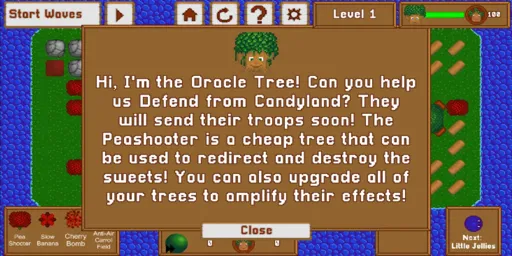 Start Waves
?
Level 1
100
Hi, I'm the Oracle Tree! Can you help
us Defend from Candyland? They
will send their troops soon! The
Peashooter is a cheap tree that can
be used to redirect and destroy the
sweets! You can also upgrade all of
your trees to amplify their effects!
Close
Pea
Shooter
Slow
Banana
Cherry
Bomb
Anti-Air
Carrot
Field
0
0
Next:
Little Jellies